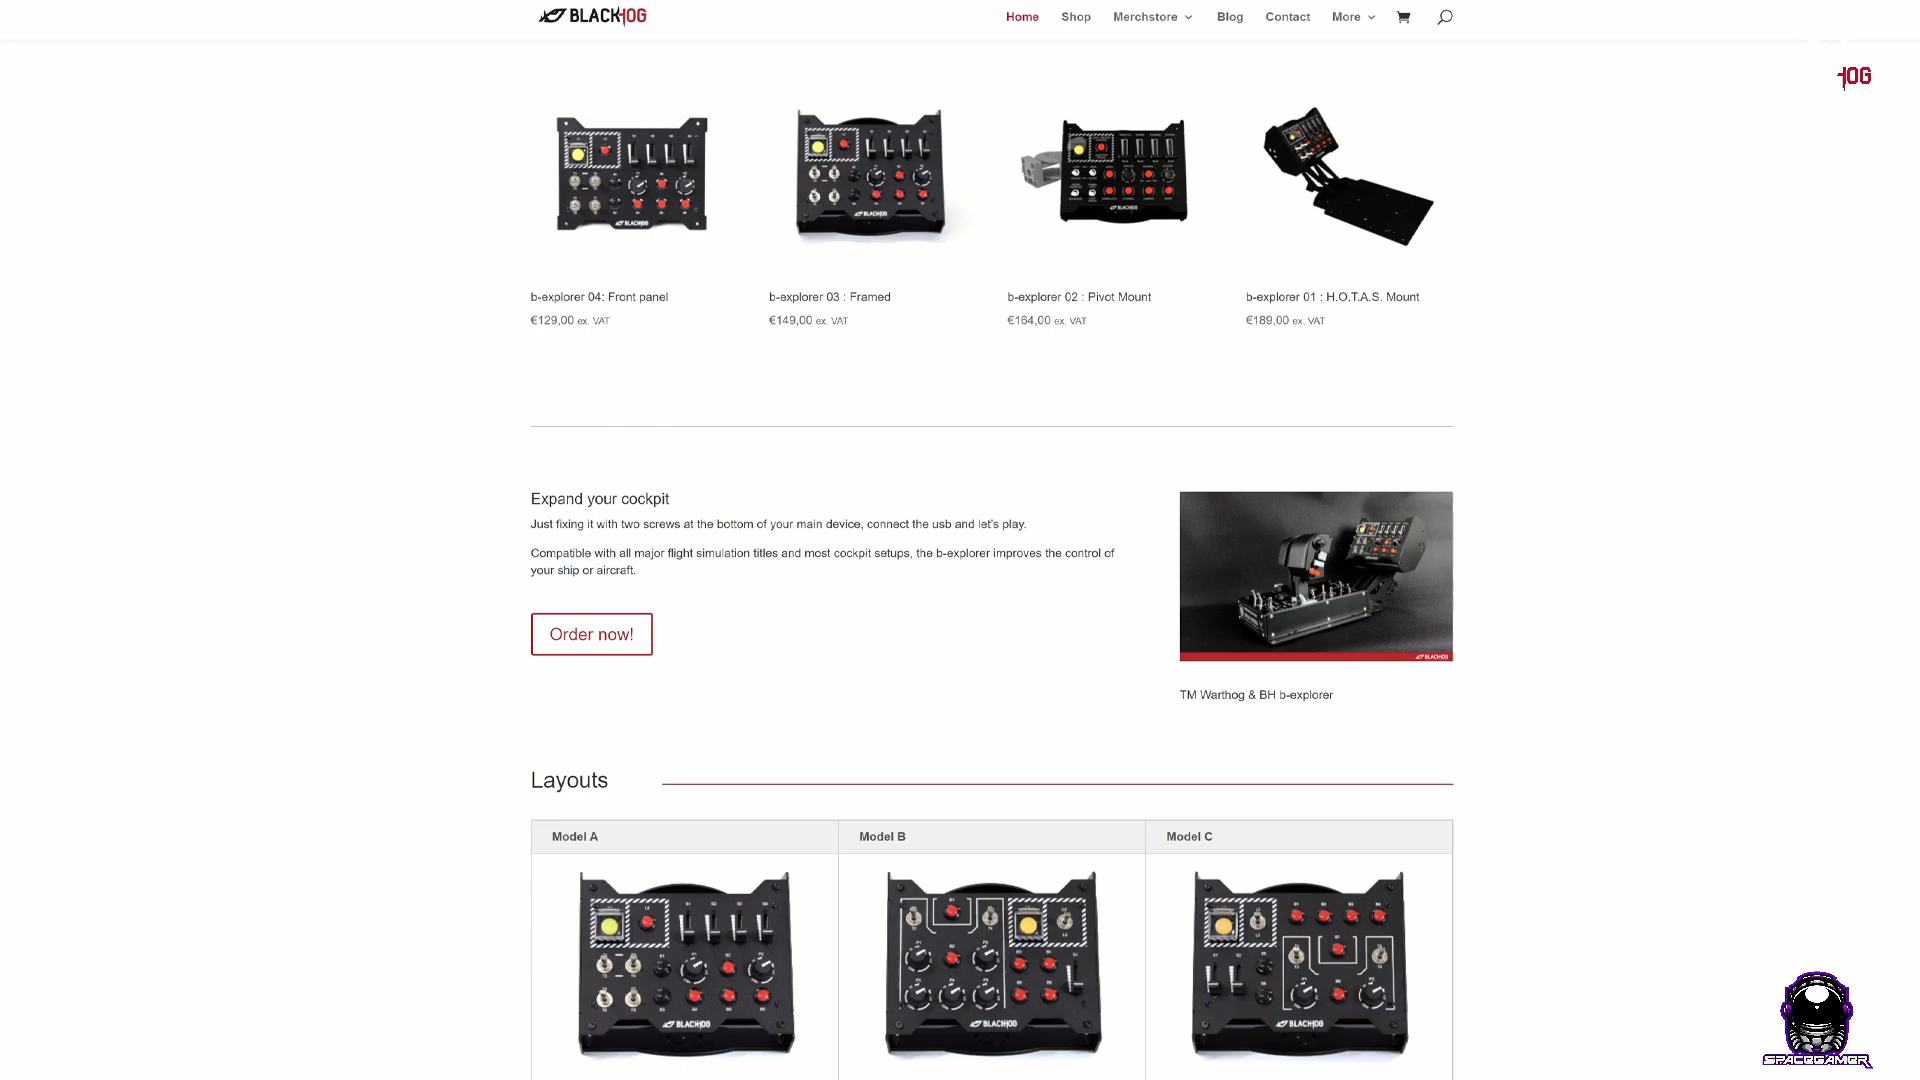 BLACKHOG
Home Shop Merchstore Blog Contact More
HOG
b-explorer 04: Front panel
€129,00 ex. VAT
b-explorer 03 : Framed
€149,00 ex. VAT
b-explorer 02 : Pivot Mount
€164,00 ex. VAT
b-explorer 01 : H.O.T.A.S. Mount
€189,00 ex. VAT
Expand your cockpit
Just fixing it with two screws at the bottom of your main device, connect the usb and let's play.
Compatible with all major flight simulation titles and most cockpit setups, the b-explorer improves the control of
your ship or aircraft.
Order now!
BLACKHOG
TM Warthog & BH b-explorer
Layouts
Model A
Model B
Model C
BLACKHOG
BLACKHOG
BLACKHOG
SPACEGAMER